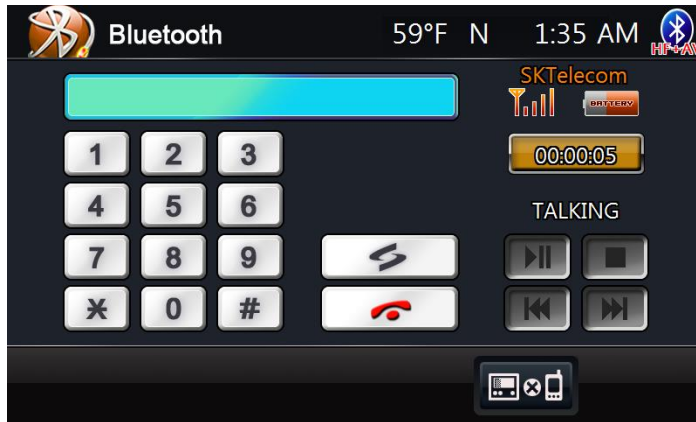 Bluetooth 59°F N 1:35 AM
HF+AV
SKTelecom
BATTERY
00:00:05
TALKING
1 2 3
4 5 6
7 8 9
* 0 #